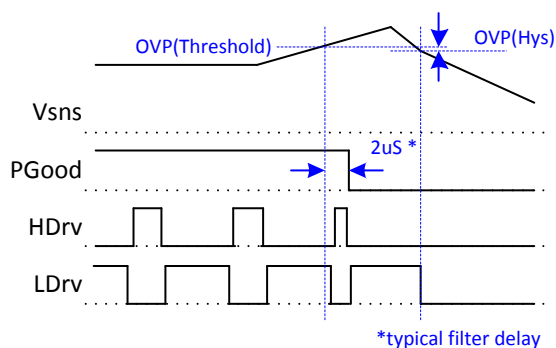 OVP(Threshold)
OVP(Hys)
Vsns
2uS *
PGood
HDrv
LDrv
*typical filter delay